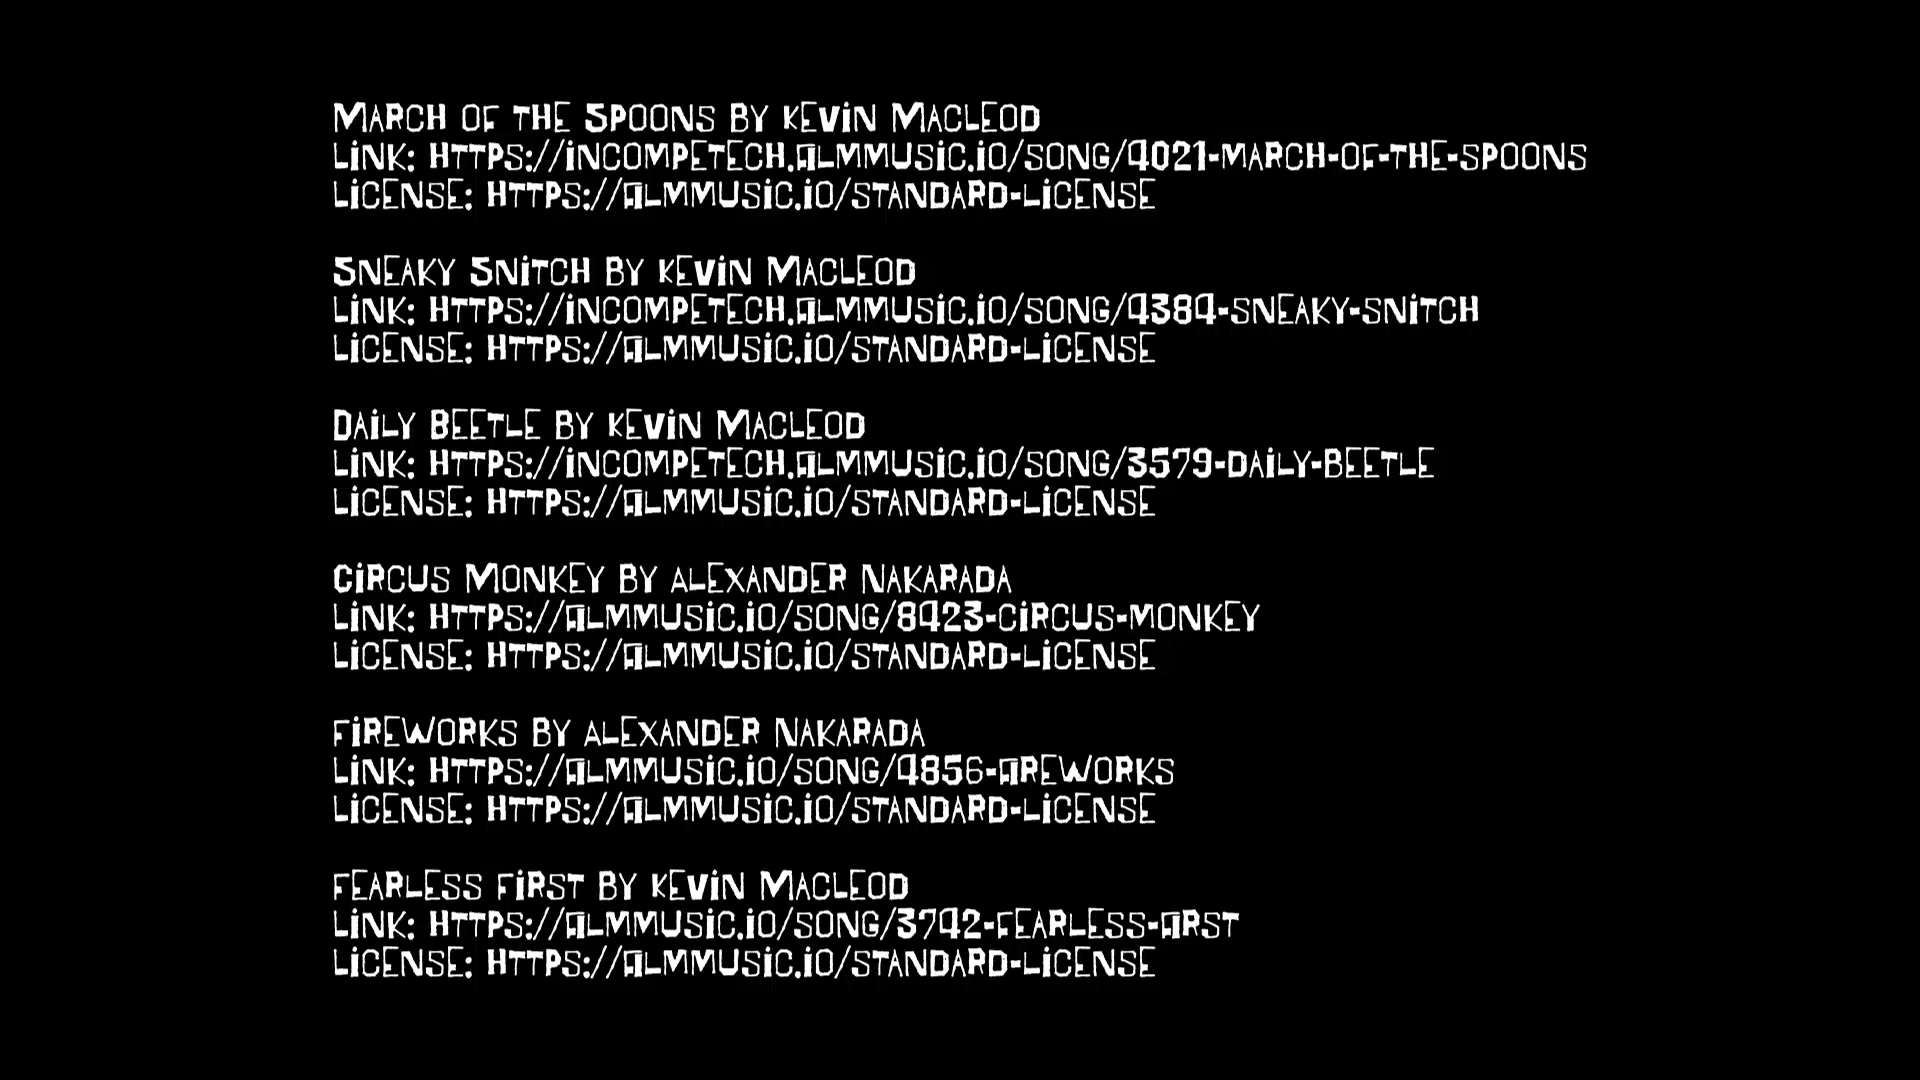 March of the Spoons by Kevin MacLeod
Link: https://incompetech.filmmusic.io/song/4021-march-of-the-spoons
License: https://filmmusic.io/standard-license
Sneaky Snitch by Kevin MacLeod
Link: https://incompetech.filmmusic.io/song/4384-sneaky-snitch
License: https://filmmusic.io/standard-license
Daily Beetle by Kevin MacLeod
Link: https://incompetech.filmmusic.io/song/3579-daily-beetle
License: https://filmmusic.io/standard-license
Circus Monkey by Alexander Nakarada
Link: https://filmmusic.io/song/8423-circus-monkey
License: https://filmmusic.io/standard-license
Fireworks by Alexander Nakarada
Link: https://filmmusic.io/song/4856-fireworks
License: https://filmmusic.io/standard-license
Fearless First by Kevin MacLeod
Link: https://filmmusic.io/song/3742-fearless-first
License: https://filmmusic.io/standard-license